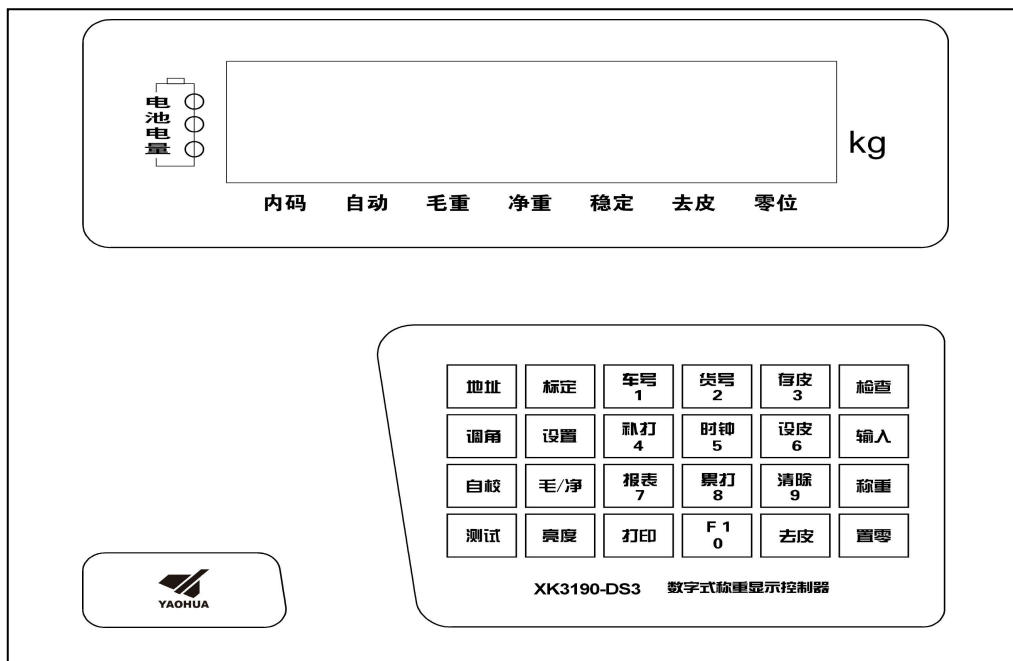 电池电量
kg
内码 自动 毛重 净重 稳定 去皮 零位
地址 标定 车号 1 货号 2 存皮 3 检查
调角 设置 补打 4 时钟 5 设皮 6 输入
自校 毛/净 报表 7 累打 8 清除 9 称重
测试 亮度 打印 F1 0 去皮 置零
XK3190-DS3 数字式称重显示控制器
YAOHUA